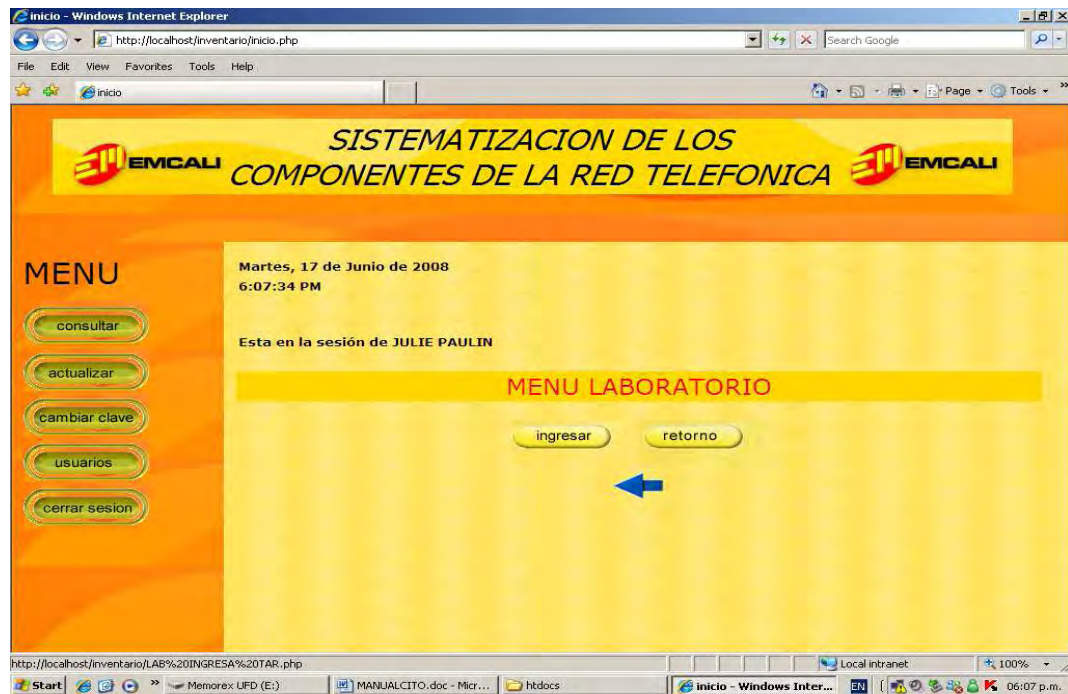 inicio - Windows Internet Explorer
http://localhost/inventario/inicio.php
Search Google
File Edit View Favorites Tools Help
inicio
Page Tools
EMCALI
SISTEMATIZACION DE LOS
COMPONENTES DE LA RED TELEFONICA
EMCALI
MENU
consultar
actualizar
cambiar clave
usuarios
cerrar sesion
Martes, 17 de Junio de 2008
6:07:34 PM
Esta en la sesión de JULIE PAULIN
MENU LABORATORIO
ingresar retorno
http://localhost/inventario/LAB%20INGRESA%20TAR.php
Local intranet 100%
Start Memorex UFD (E:) MANUALCITO.doc - Micr... htdocs inicio - Windows Inter... EN 06:07 p.m.